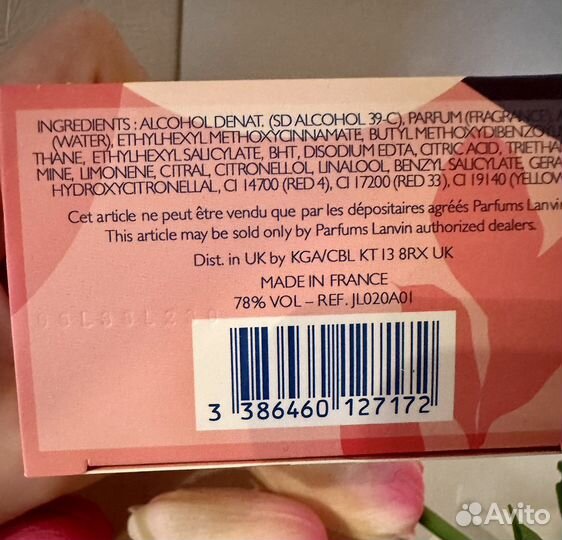 INGREDIENTS : ALCOHOL DENAT. (SD ALCOHOL 39-C), PARFUM (FRAGRANCE),
(WATER), ETHYLHEXYL METHOXYCINNAMATE, BUTYL METHOXYDIBENZO
THANE, ETHYLHEXYL SALICYLATE, BHT, DISODIUM EDTA, CITRIC ACID, TRIETHA
MINE, LIMONENE, CITRAL, CITRONELLOL, LINALOOL, BENZYL SALICYLATE, GERA
HYDROXYCITRONELLAL, CI 14700 (RED 4), CI 17200 (RED 33), CI 19140 (YELLOW
Cet article ne peut être vendu que par les dépositaires agréés Parfums Lanvin
This article may be sold only by Parfums Lanvin authorized dealers.
Dist. in UK by KGA/CBL KT13 8RX UK
MADE IN FRANCE
78% VOL – REF. JL020A01
3 386460 127172
Avito